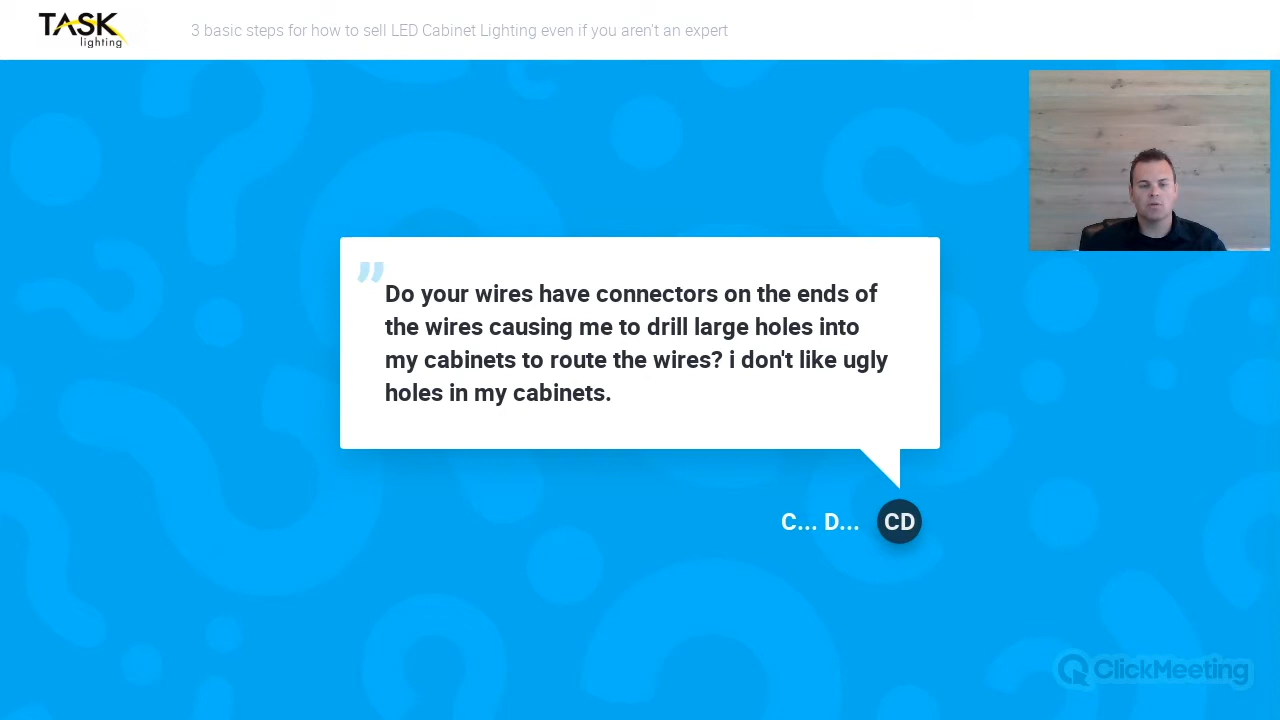 TASK
lighting
3 basic steps for how to sell LED Cabinet Lighting even if you aren't an expert
Do your wires have connectors on the ends of
the wires causing me to drill large holes into
my cabinets to route the wires? i don't like ugly
holes in my cabinets.
C... D... CD
ClickMeeting